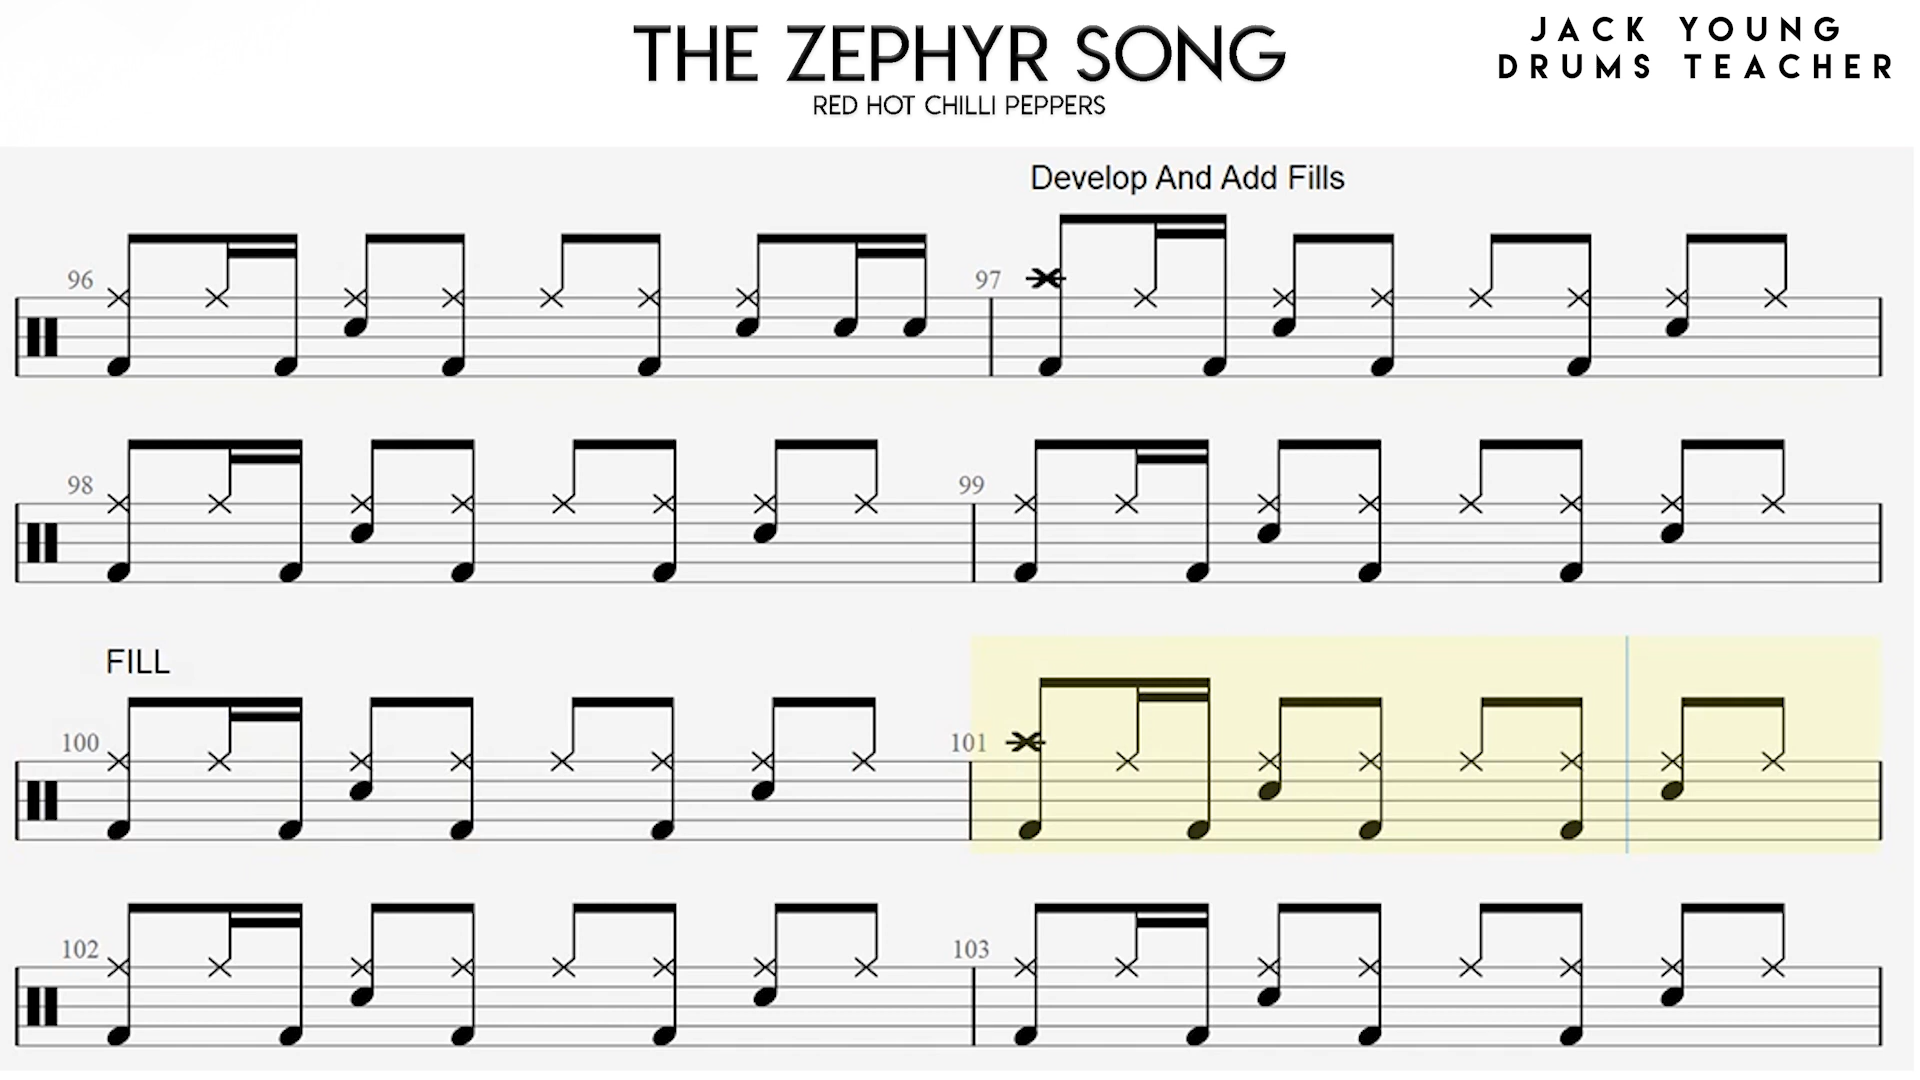 THE ZEPHYR SONG
RED HOT CHILLI PEPPERS
JACK YOUNG
DRUMS TEACHER
Develop And Add Fills
96
97
98
99
FILL
100
101
102
103